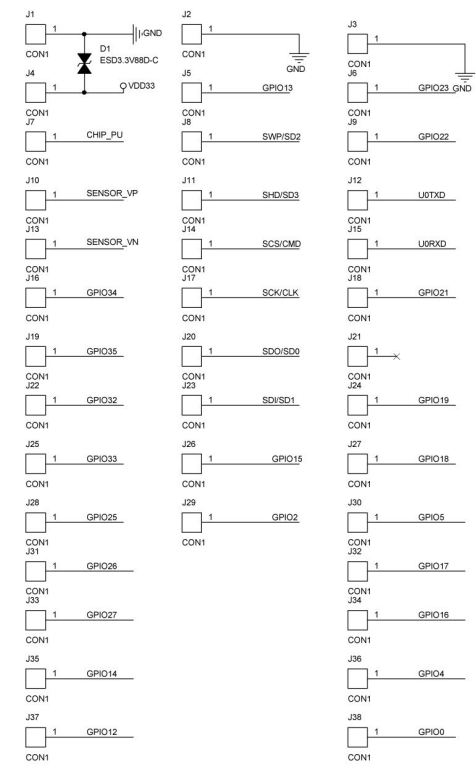 J1
1
GND
CON1
D1
ESD3.3V88D-C
J4
1
VDD33
CON1
J7
1
CHIP_PU
CON1
J10
1
SENSOR_VP
CON1
J13
1
SENSOR_VN
CON1
J16
1
GPIO34
CON1
J19
1
GPIO35
CON1
J22
1
GPIO32
CON1
J25
1
GPIO33
CON1
J28
1
GPIO25
CON1
J31
1
GPIO26
CON1
J33
1
GPIO27
CON1
J35
1
GPIO14
CON1
J37
1
GPIO12
CON1
J2
1
CON1
GND
J5
1
GPIO13
CON1
J8
1
SWP/SD2
CON1
J11
1
SHD/SD3
CON1
J14
1
SCS/CMD
CON1
J17
1
SCK/CLK
CON1
J20
1
SDO/SD0
CON1
J23
1
SDI/SD1
CON1
J26
1
GPIO15
CON1
J29
1
GPIO2
CON1
J3
1
CON1
GND
J6
1
GPIO23
CON1
J9
1
GPIO22
CON1
J12
1
U0TXD
CON1
J15
1
U0RXD
CON1
J18
1
GPIO21
CON1
J21
1
CON1
J24
1
GPIO19
CON1
J27
1
GPIO18
CON1
J30
1
GPIO5
CON1
J32
1
GPIO17
CON1
J34
1
GPIO16
CON1
J36
1
GPIO4
CON1
J38
1
GPIO0
CON1